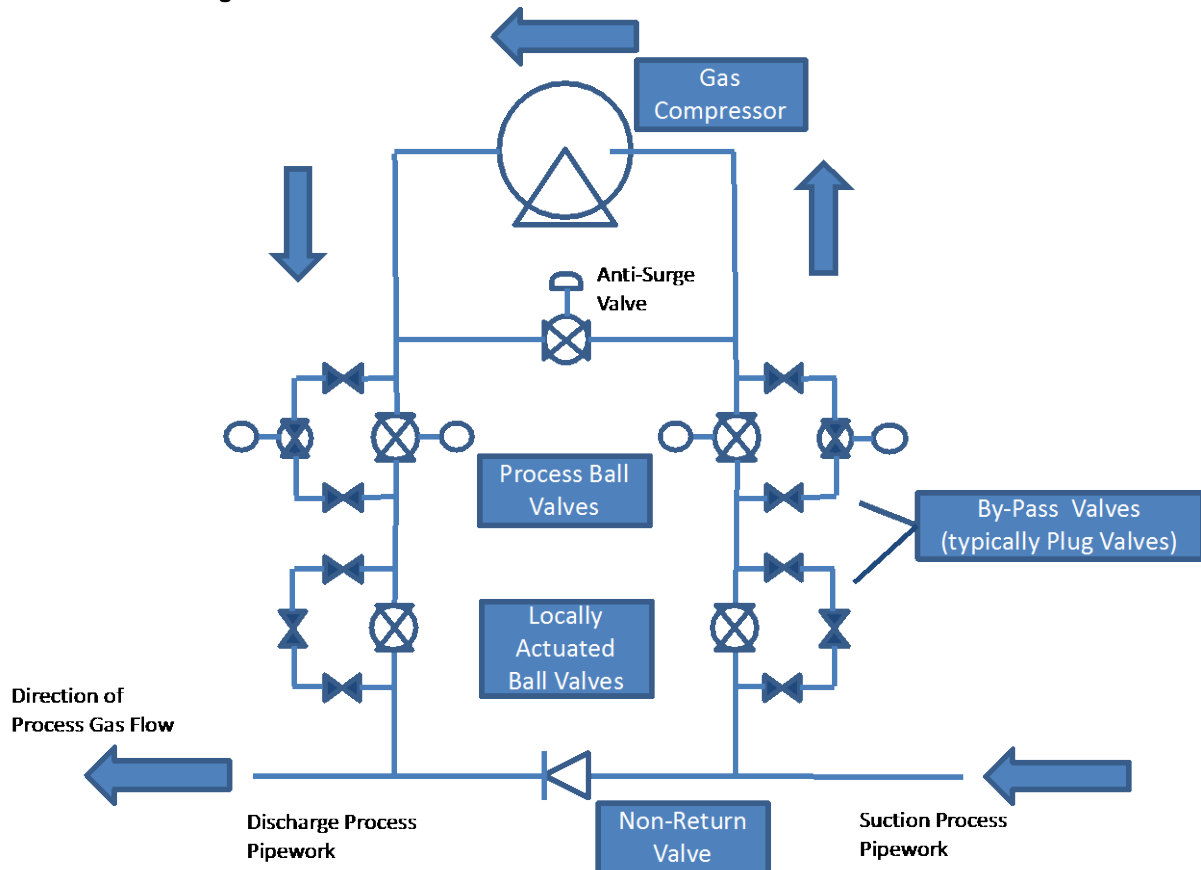 Gas
Compressor
Anti-Surge
Valve
Process Ball
Valves
By-Pass  Valves
(typically Plug Valves)
Locally
Actuated
Ball Valves
Direction of
Process Gas Flow
Discharge Process
Pipework
Non-Return
Valve
Suction Process
Pipework